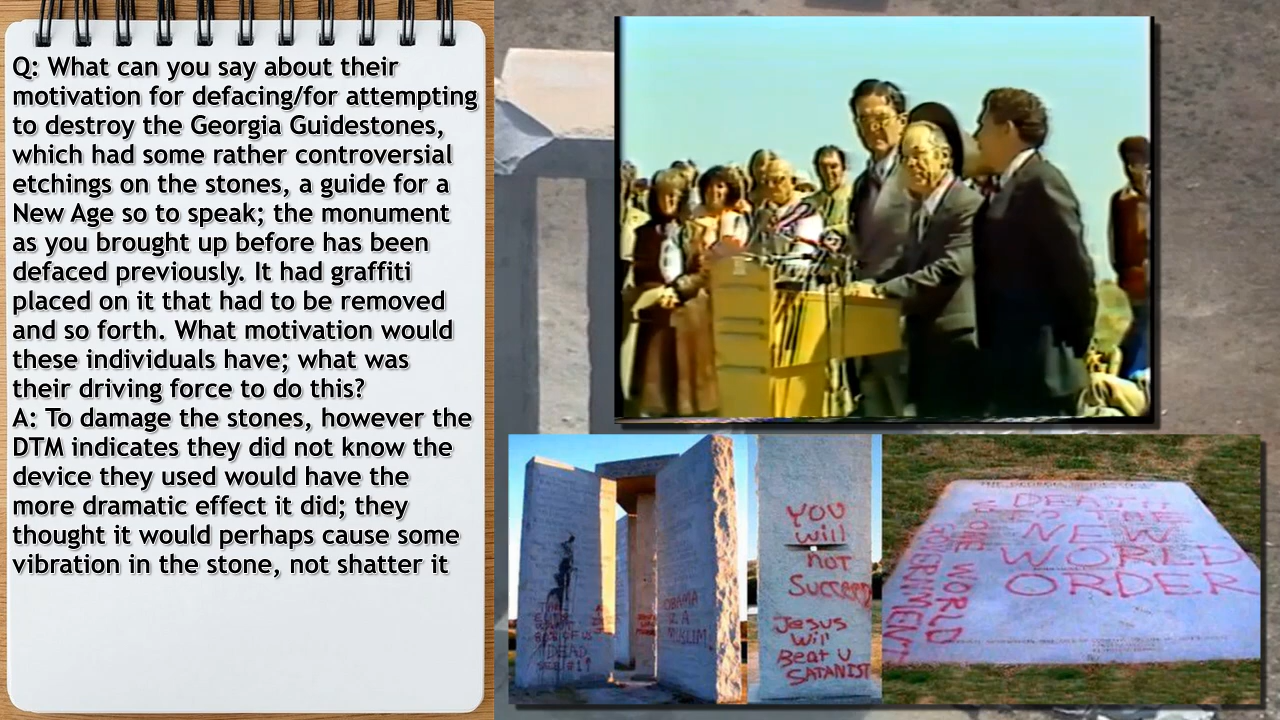 Q: What can you say about their
motivation for defacing/for attempting
to destroy the Georgia Guidestones,
which had some rather controversial
etchings on the stones, a guide for a
New Age so to speak; the monument
as you brought up before has been
defaced previously. It had graffiti
placed on it that had to be removed
and so forth. What motivation would
these individuals have; what was
their driving force to do this?
A: To damage the stones, however the
DTM indicates they did not know the
device they used would have the
more dramatic effect it did; they
thought it would perhaps cause some
vibration in the stone, not shatter it
DEAD
OBAMA
MUSLIM
YOU
Will
not
Succeed
Jesus
Will
Beat U
SATANIST
DEATH
TO THE
NEW
WORLD
ORDER
ONE WORLD
GOVERNMENT